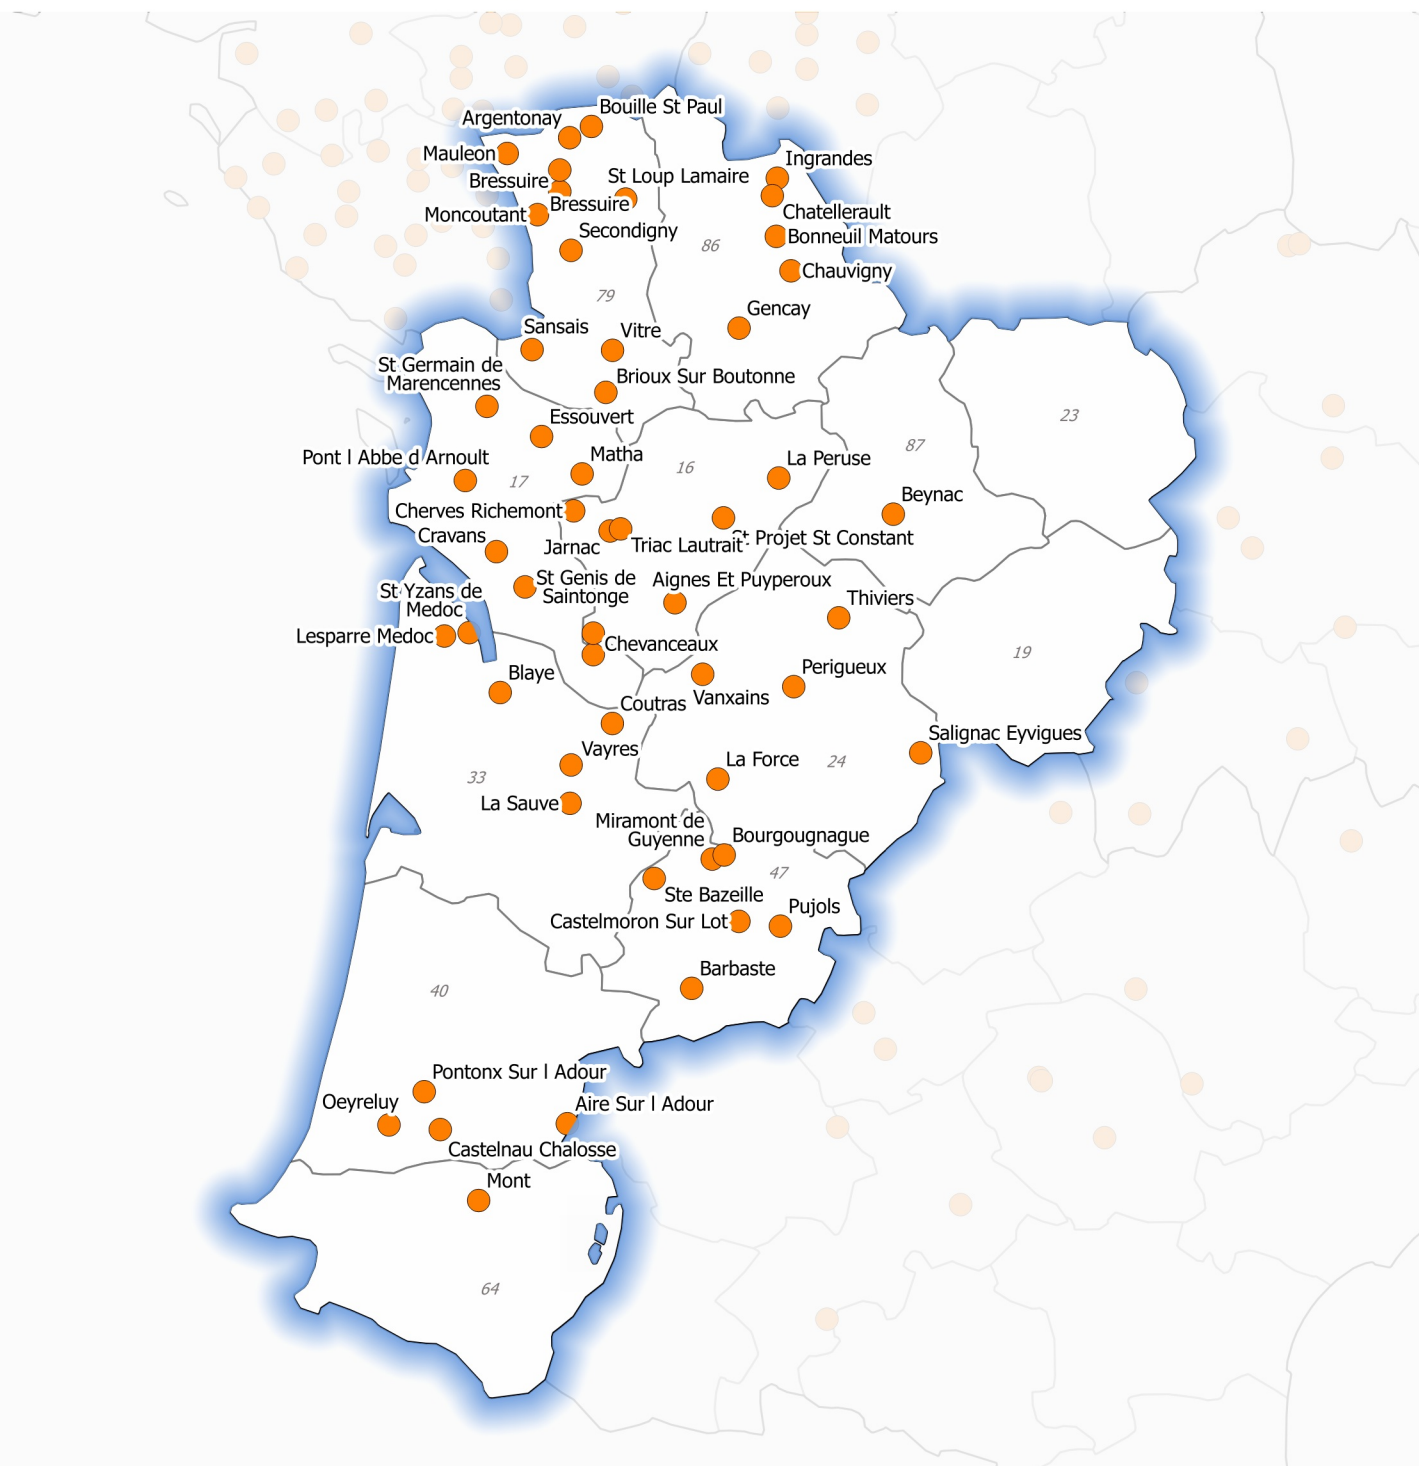 Bouille St Paul
Argentonay
Mauleon
Ingrandes
St Loup Lamaire
Bressuire
Bressuire
Moncoutant
Chatellerault
Secondigny
Bonneuil Matours
86
Chauvigny
79
Gencay
Sansais
Vitre
St Germain de
Marencennes
Brioux Sur Boutonne
Essouvert
23
87
Matha
Pont l Abbe d Arnoult
La Peruse
16
17
Beynac
Cherves Richemont
Cravans
Jarnac
Triac Lautrait
St Projet St Constant
St Genis de
Saintonge
Aignes Et Puyperoux
St Yzans de
Medoc
Thiviers
Lesparre Medoc
Chevanceaux
19
Blaye
Perigueux
Vanxains
Coutras
Salignac Eyvigues
Vayres
La Force
24
33
La Sauve
Miramont de
Guyenne
Bourgougnague
47
Ste Bazeille
Pujols
Castelmoron Sur Lot
Barbaste
40
Pontonx Sur l Adour
Oeyreluy
Aire Sur l Adour
Castelnau Chalosse
Mont
64